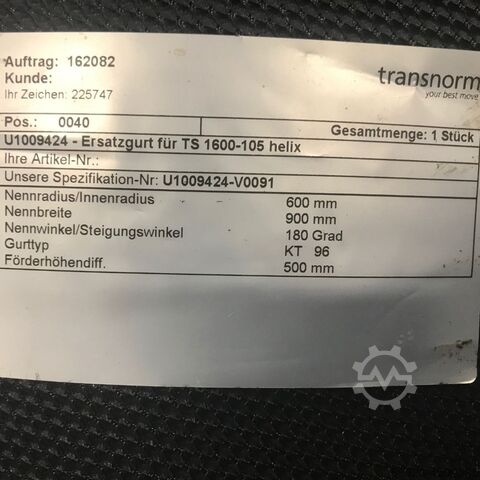 Auftrag: 162082
Kunde:
Ihr Zeichen: 225747
transnorm
your best move
Pos.: 0040
Gesamtmenge: 1 Stück
U1009424 - Ersatzgurt für TS 1600-105 helix
Ihre Artikel-Nr.:
Unsere Spezifikation-Nr: U1009424-V0091
Nennradius/Innenradius 600 mm
Nennbreite 900 mm
Nennwinkel/Steigungswinkel 180 Grad
Gurttyp KT 96
Förderhöhendiff. 500 mm